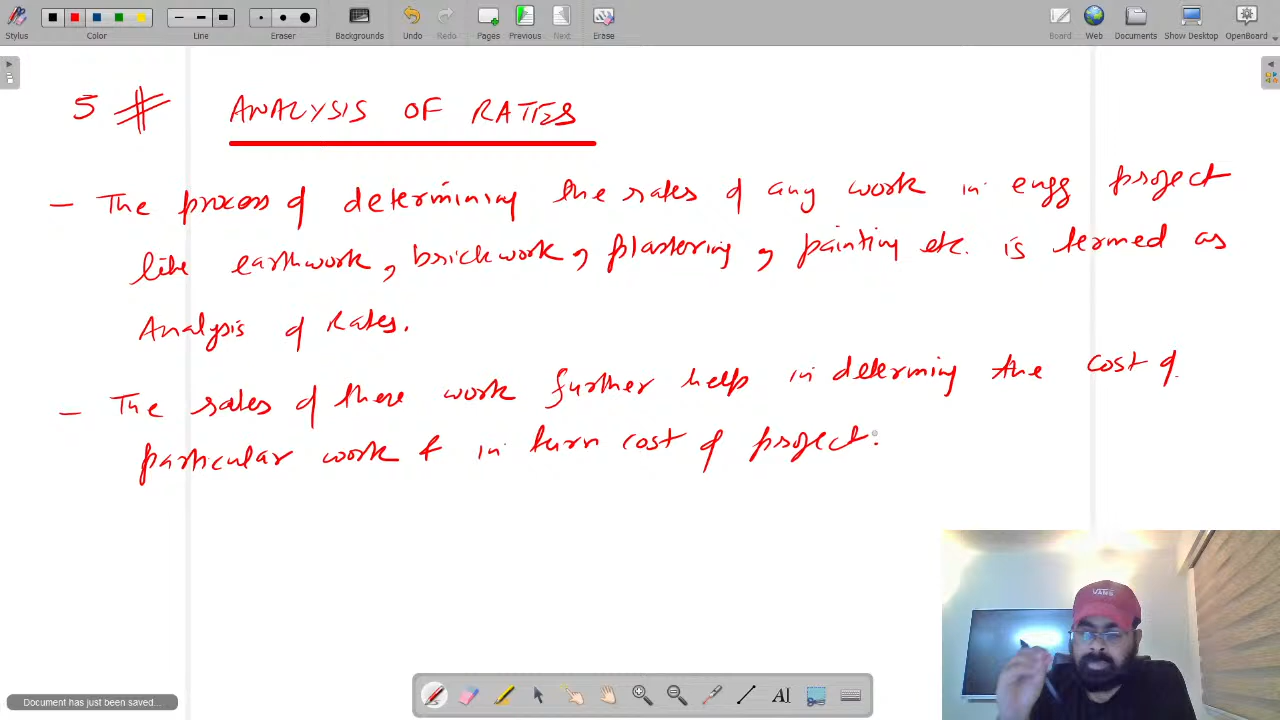 Stylus
Color
Line
Eraser
Backgrounds
Undo
Redo
Pages
Previous
Next
Erase
Board
Web
Documents
Show Desktop
OpenBoard
5 # ANALYSIS OF RATES
- The process of determining the rates of any work in engg project
like earthwork, brickwork, plastering, painting etc. is termed as
Analysis of Rates.
- The rates of these work further help in determing the cost of
particular work & in turn cost of project.
VANS
Document has just been saved...
AI